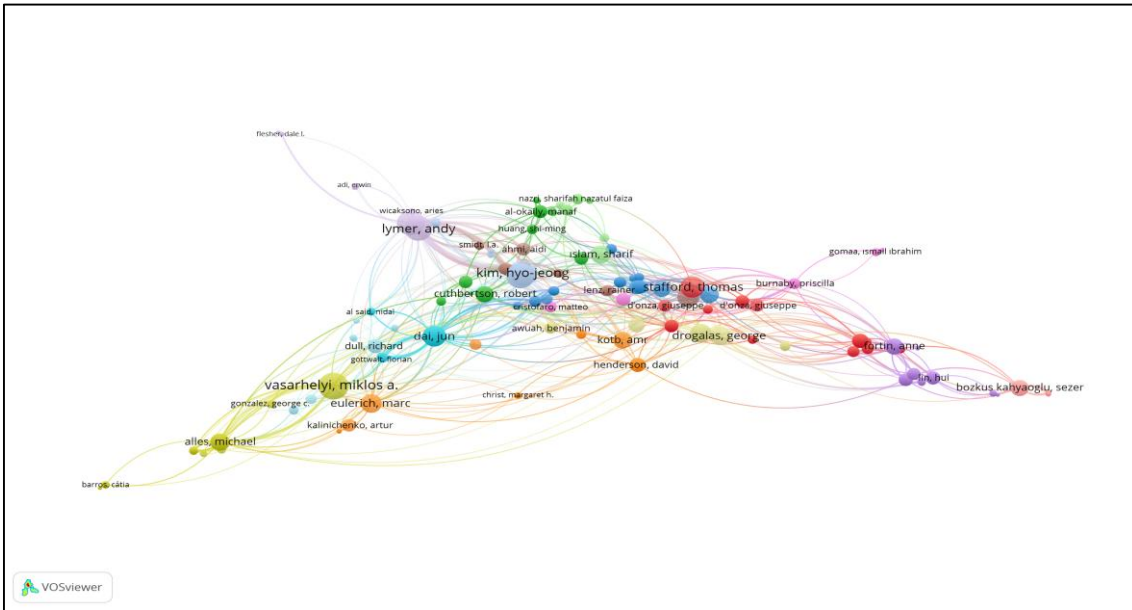 flesher, dale l.
adi, erwin
wicaksono, aries
lymer, andy
nazri, sharifah nazatul faiza
al-okaily, manaf
huang, shi-ming
smidt, l.a.
ahmi, aidi
islam, sharif
gomaa, ismail ibrahim
kim, hyo-jeong
burnaby, priscilla
stafford, thomas
lenz, rainer
cuthbertson, robert
cristofaro, matteo
d'onza, giuseppe
d'onza, giuseppe
al said, nidal
awuah, benjamin
dai, jun
drogalas, george
kotb, amr
dull, richard
fortin, anne
gottwalt, florian
henderson, david
lin, hui
vasarhelyi, miklos a.
bozkus kahyaoglu, sezer
christ, margaret h.
gonzalez, george c.
eulerich, marc
kalinichenko, artur
alles, michael
barros, cátia
VOSviewer